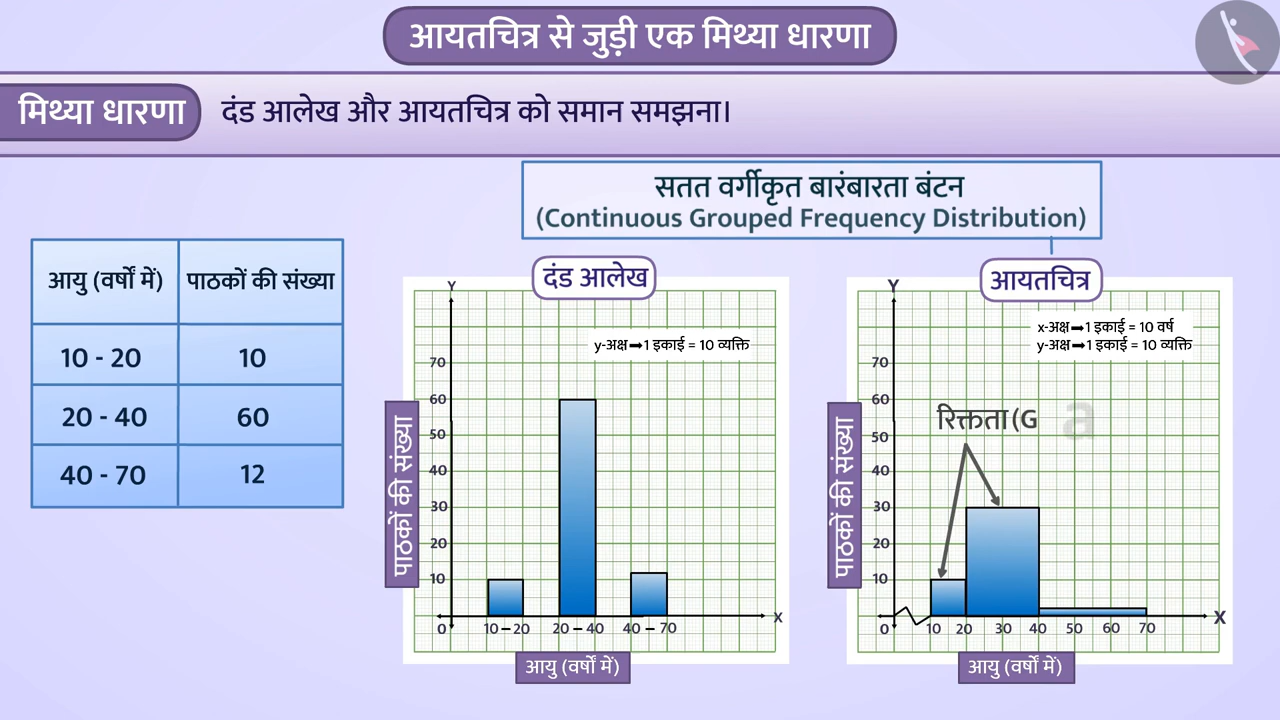 आयतचित्र से जुड़ी एक मिथ्या धारणा
मिथ्या धारणा
दंड आलेख और आयतचित्र को समान समझना।
सतत वर्गीकृत बारंबारता बंटन
(Continuous Grouped Frequency Distribution)
आयु (वर्षों में) पाठकों की संख्या
10 - 20 10
20 - 40 60
40 - 70 12
दंड आलेख
Y
y-अक्ष➡1 इकाई = 10 व्यक्ति
70
60
50
40
30
20
10
0
10 – 20 20 – 40 40 – 70
X
पाठकों की संख्या
आयु (वर्षों में)
आयतचित्र
Y
x-अक्ष➡1 इकाई = 10 वर्ष
y-अक्ष➡1 इकाई = 10 व्यक्ति
रिक्तता (G a
70
60
50
40
30
20
10
0
10 20 30 40 50 60 70
X
पाठकों की संख्या
आयु (वर्षों में)